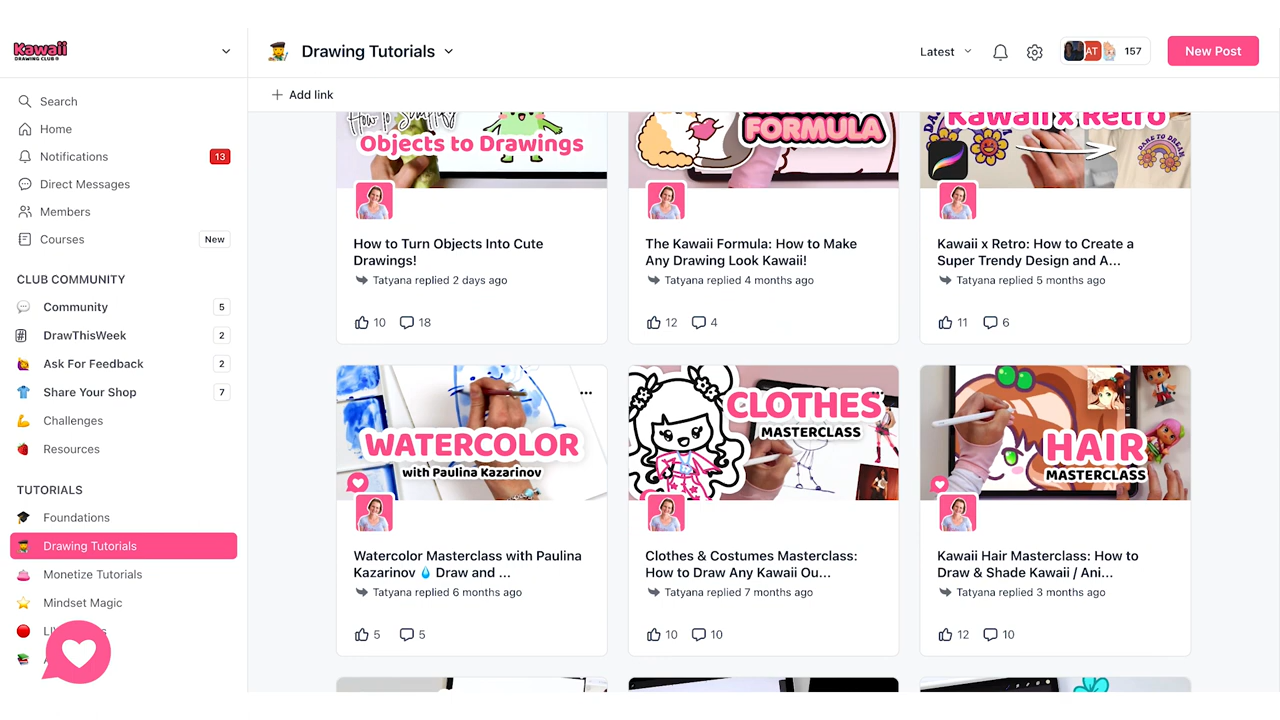 Kawaii
DRAWING CLUB
Drawing Tutorials
Latest
AT
157
New Post
Add link
Search
Home
Notifications
13
Direct Messages
Members
Courses
New
CLUB COMMUNITY
Community
5
DrawThisWeek
2
Ask For Feedback
2
Share Your Shop
7
Challenges
Resources
TUTORIALS
Foundations
Drawing Tutorials
Monetize Tutorials
Mindset Magic
How to Simplify
Objects to Drawings
How to Turn Objects Into Cute
Drawings!
Tatyana replied 2 days ago
10
18
FORMULA
The Kawaii Formula: How to Make
Any Drawing Look Kawaii!
Tatyana replied 4 months ago
12
4
Kawaii x Retro
DARE TO DREAM
Kawaii x Retro: How to Create a
Super Trendy Design and A...
Tatyana replied 5 months ago
11
6
WATERCOLOR
with Paulina Kazarinov
Watercolor Masterclass with Paulina
Kazarinov 💧 Draw and ...
Tatyana replied 6 months ago
5
5
CLOTHES
MASTERCLASS
Clothes & Costumes Masterclass:
How to Draw Any Kawaii Ou...
Tatyana replied 7 months ago
10
10
HAIR
MASTERCLASS
Kawaii Hair Masterclass: How to
Draw & Shade Kawaii / Ani...
Tatyana replied 3 months ago
12
10